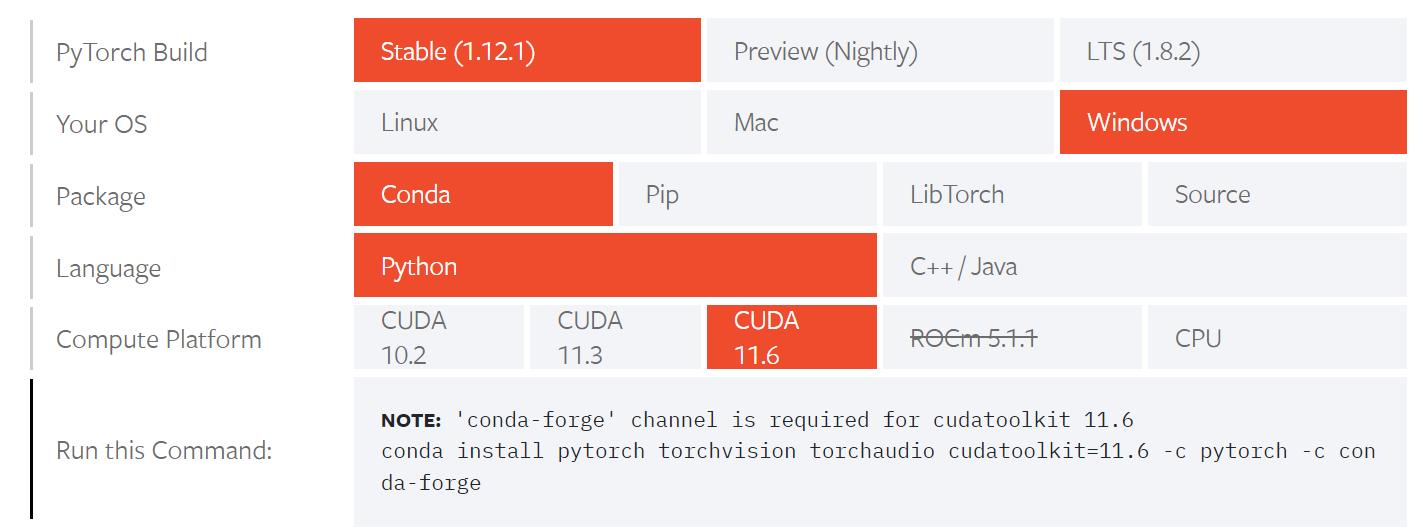 PyTorch Build
Stable (1.12.1)
Preview (Nightly)
LTS (1.8.2)
Your OS
Linux
Mac
Windows
Package
Conda
Pip
LibTorch
Source
Language
Python
C++ / Java
Compute Platform
CUDA
10.2
CUDA
11.3
CUDA
11.6
ROCm 5.1.1
CPU
Run this Command:
NOTE: 'conda-forge' channel is required for cudatoolkit 11.6
conda install pytorch torchvision torchaudio cudatoolkit=11.6 -c pytorch -c con
da-forge